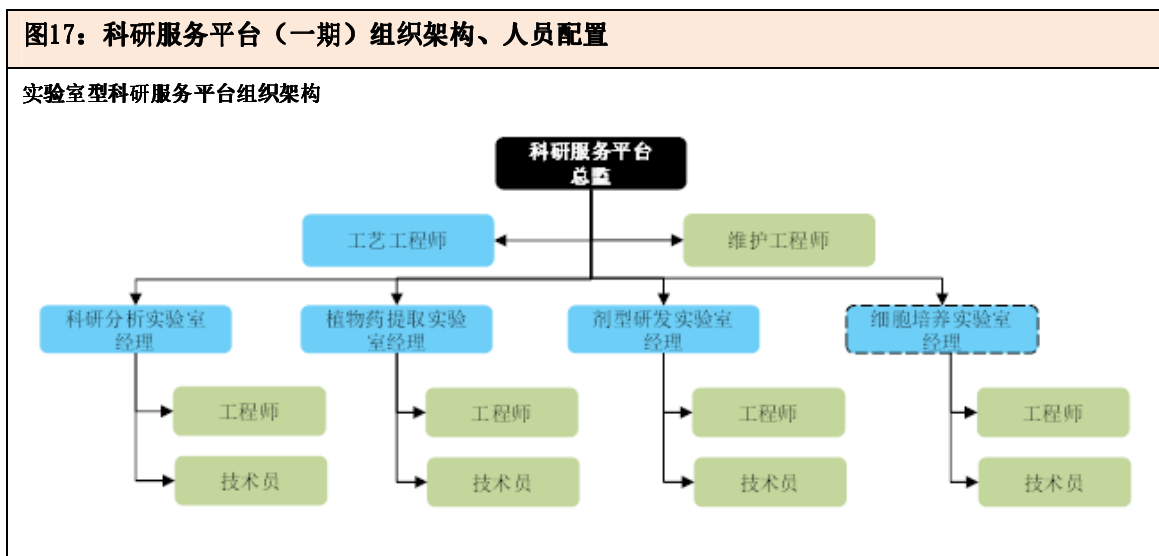 图17：科研服务平台（一期）组织架构、人员配置
实验室型科研服务平台组织架构
科研服务平台
总监
工艺工程师
维护工程师
科研分析实验室
经理
植物药提取实验
室经理
剂型研发实验室
经理
细胞培养实验室
经理
工程师
工程师
工程师
工程师
技术员
技术员
技术员
技术员